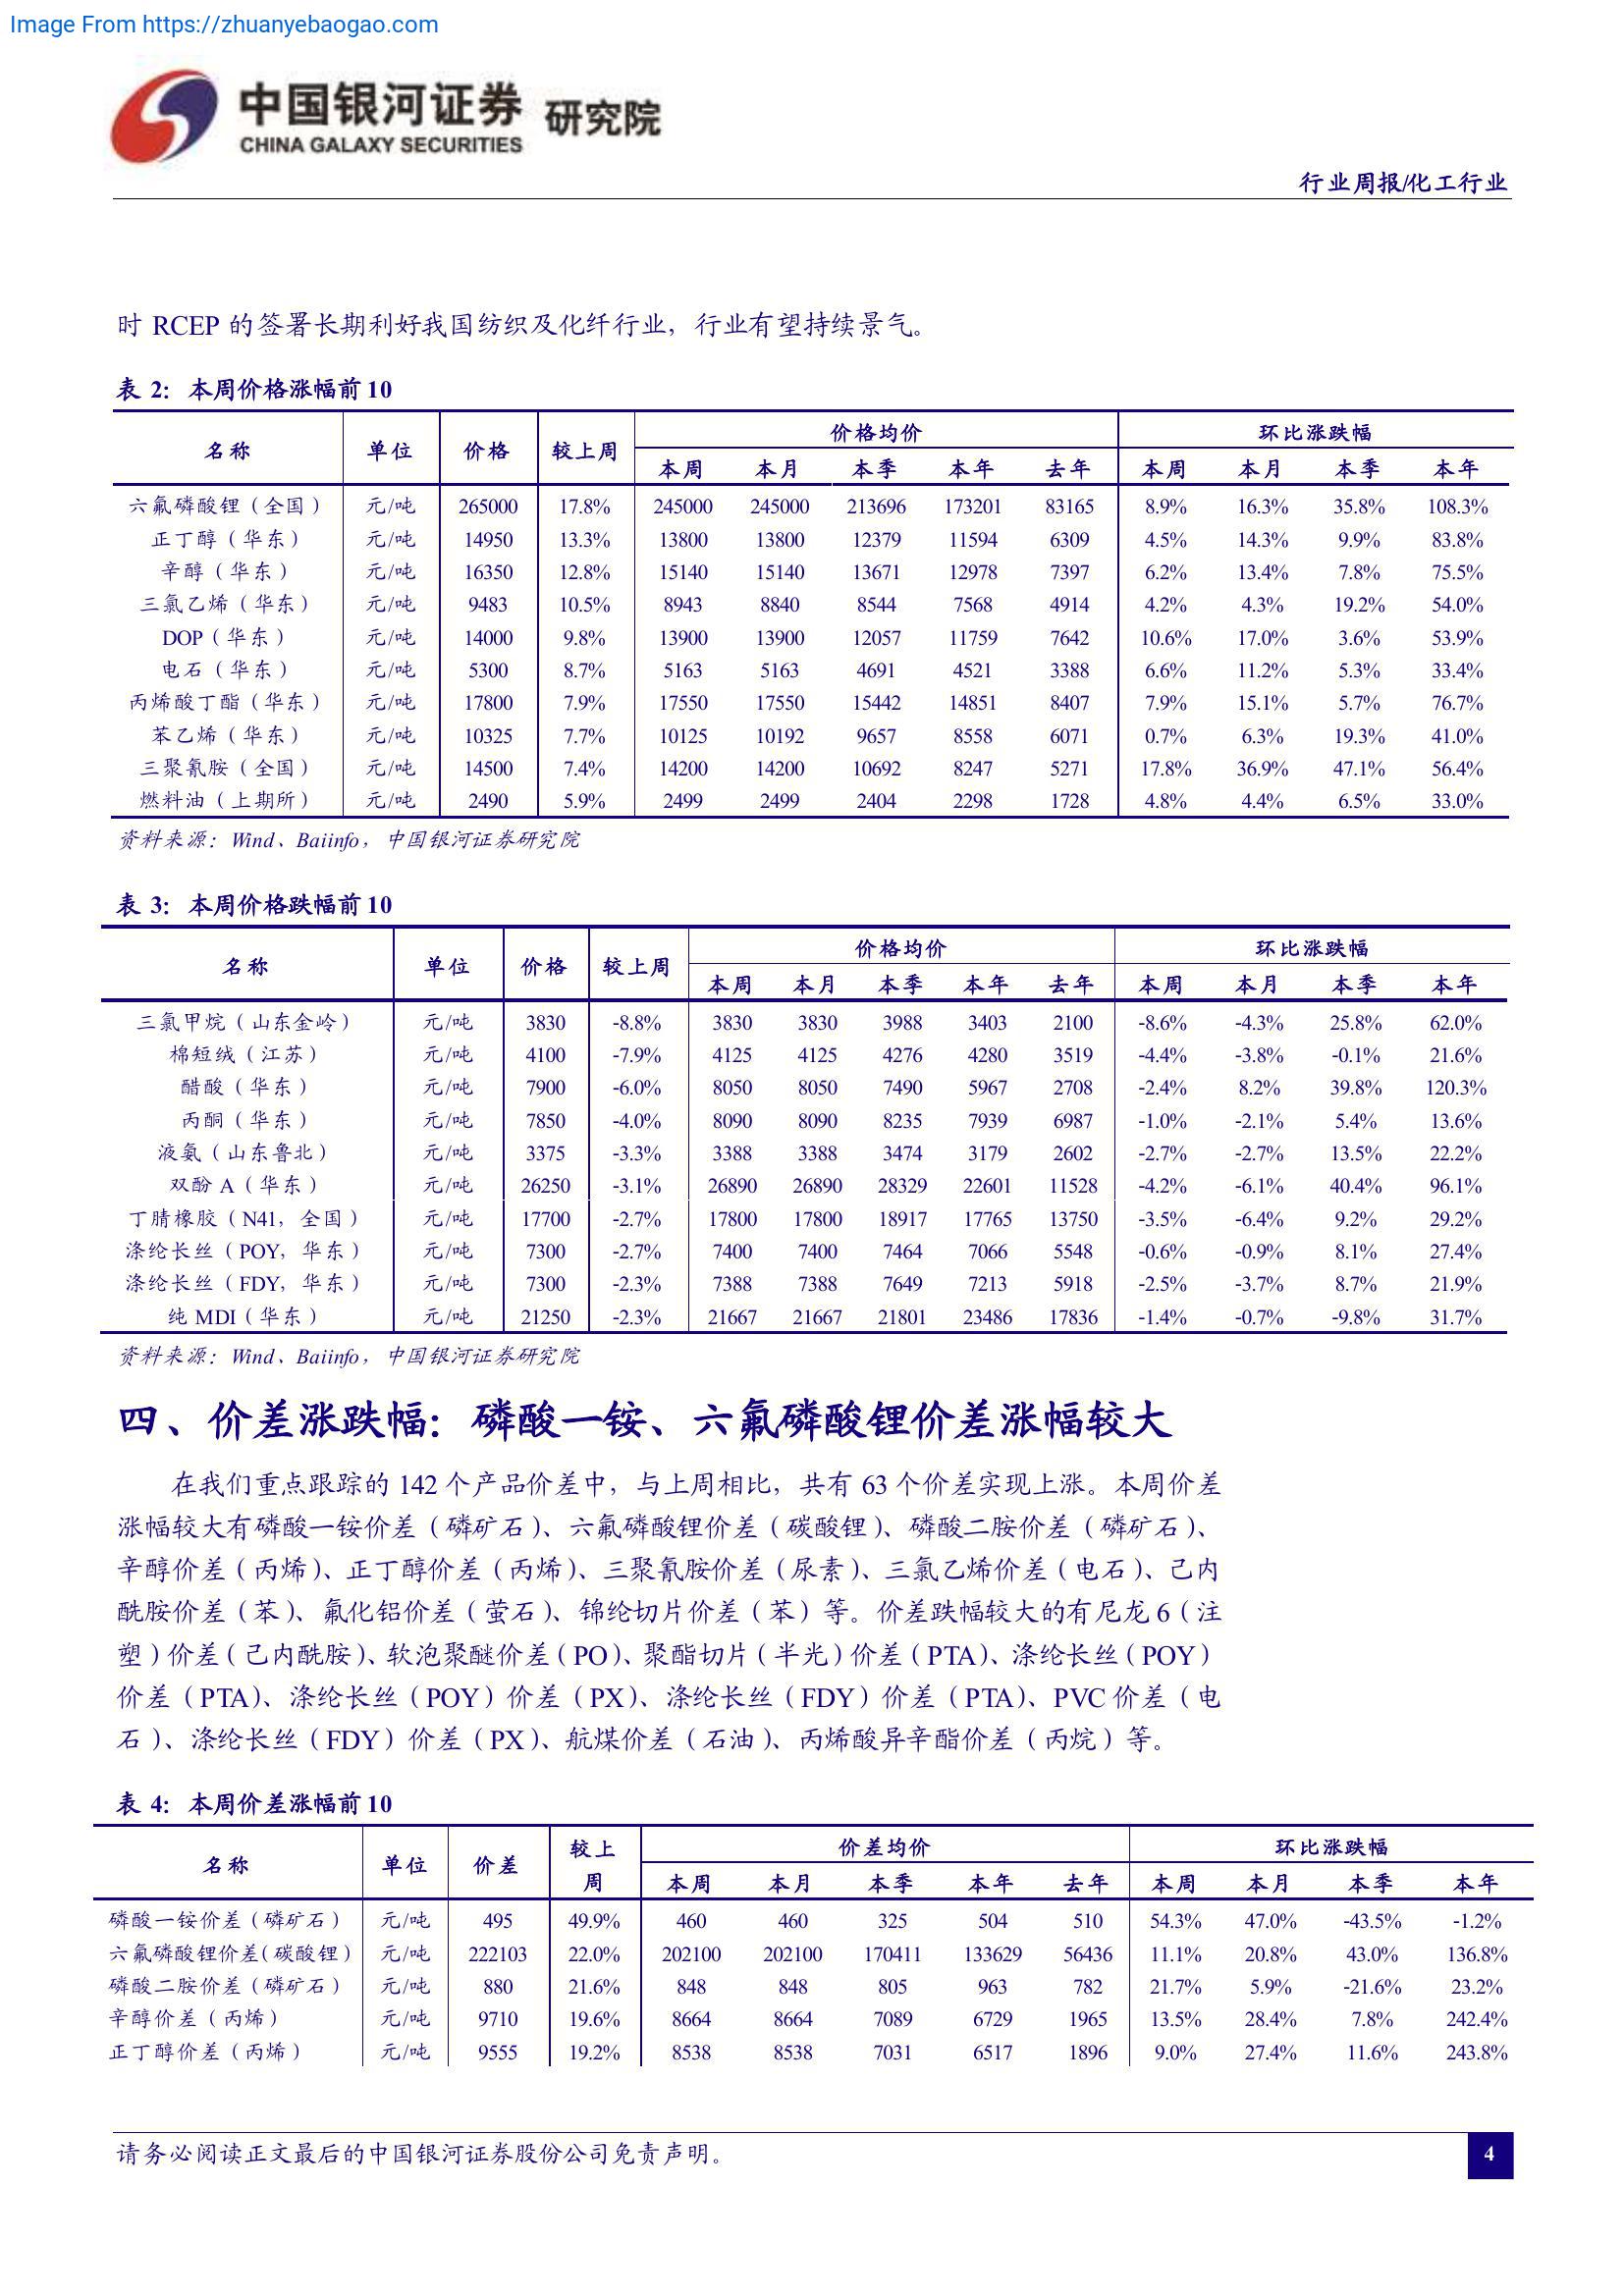 Image From https://zhuanyebaogao.com
中国银河证券 研究院
CHINA GALAXY SECURITIES
行业周报/化工行业
时 RCEP 的签署长期利好我国纺织及化纤行业，行业有望持续景气。
表 2：本周价格涨幅前 10
名称 单位 价格 较上周 价格均价 环比涨跌幅
本周 本月 本季 本年 去年 本周 本月 本季 本年
六氟磷酸锂（全国） 元/吨 265000 17.8% 245000 245000 213696 173201 83165 8.9% 16.3% 35.8% 108.3%
正丁醇（华东） 元/吨 14950 13.3% 13800 13800 12379 11594 6309 4.5% 14.3% 9.9% 83.8%
辛醇（华东） 元/吨 16350 12.8% 15140 15140 13671 12978 7397 6.2% 13.4% 7.8% 75.5%
三氯乙烯（华东） 元/吨 9483 10.5% 8943 8840 8544 7568 4914 4.2% 4.3% 19.2% 54.0%
DOP（华东） 元/吨 14000 9.8% 13900 13900 12057 11759 7642 10.6% 17.0% 3.6% 53.9%
电石（华东） 元/吨 5300 8.7% 5163 5163 4691 4521 3388 6.6% 11.2% 5.3% 33.4%
丙烯酸丁酯（华东） 元/吨 17800 7.9% 17550 17550 15442 14851 8407 7.9% 15.1% 5.7% 76.7%
苯乙烯（华东） 元/吨 10325 7.7% 10125 10192 9657 8558 6071 0.7% 6.3% 19.3% 41.0%
三聚氰胺（全国） 元/吨 14500 7.4% 14200 14200 10692 8247 5271 17.8% 36.9% 47.1% 56.4%
燃料油（上期所） 元/吨 2490 5.9% 2499 2499 2404 2298 1728 4.8% 4.4% 6.5% 33.0%
资料来源：Wind、Baiinfo，中国银河证券研究院
表 3：本周价格跌幅前 10
名称 单位 价格 较上周 价格均价 环比涨跌幅
本周 本月 本季 本年 去年 本周 本月 本季 本年
三氯甲烷（山东金岭） 元/吨 3830 -8.8% 3830 3830 3988 3403 2100 -8.6% -4.3% 25.8% 62.0%
棉短绒（江苏） 元/吨 4100 -7.9% 4125 4125 4276 4280 3519 -4.4% -3.8% -0.1% 21.6%
醋酸（华东） 元/吨 7900 -6.0% 8050 8050 7490 5967 2708 -2.4% 8.2% 39.8% 120.3%
丙酮（华东） 元/吨 7850 -4.0% 8090 8090 8235 7939 6987 -1.0% -2.1% 5.4% 13.6%
液氨（山东鲁北） 元/吨 3375 -3.3% 3388 3388 3474 3179 2602 -2.7% -2.7% 13.5% 22.2%
双酚 A（华东） 元/吨 26250 -3.1% 26890 26890 28329 22601 11528 -4.2% -6.1% 40.4% 96.1%
丁腈橡胶（N41，全国） 元/吨 17700 -2.7% 17800 17800 18917 17765 13750 -3.5% -6.4% 9.2% 29.2%
涤纶长丝（POY，华东） 元/吨 7300 -2.7% 7400 7400 7464 7066 5548 -0.6% -0.9% 8.1% 27.4%
涤纶长丝（FDY，华东） 元/吨 7300 -2.3% 7388 7388 7649 7213 5918 -2.5% -3.7% 8.7% 21.9%
纯 MDI（华东） 元/吨 21250 -2.3% 21667 21667 21801 23486 17836 -1.4% -0.7% -9.8% 31.7%
资料来源：Wind、Baiinfo，中国银河证券研究院
四、价差涨跌幅：磷酸一铵、六氟磷酸锂价差涨幅较大
在我们重点跟踪的 142 个产品价差中，与上周相比，共有 63 个价差实现上涨。本周价差
涨幅较大有磷酸一铵价差（磷矿石）、六氟磷酸锂价差（碳酸锂）、磷酸二胺价差（磷矿石）、
辛醇价差（丙烯）、正丁醇价差（丙烯）、三聚氰胺价差（尿素）、三氯乙烯价差（电石）、己内
酰胺价差（苯）、氟化铝价差（萤石）、锦纶切片价差（苯）等。价差跌幅较大的有尼龙 6（注
塑）价差（己内酰胺）、软泡聚醚价差（PO）、聚酯切片（半光）价差（PTA）、涤纶长丝（POY）
价差（PTA）、涤纶长丝（POY）价差（PX）、涤纶长丝（FDY）价差（PTA）、PVC 价差（电
石）、涤纶长丝（FDY）价差（PX）、航煤价差（石油）、丙烯酸异辛酯价差（丙烷）等。
表 4：本周价差涨幅前 10
名称 单位 价差 较上周 价差均价 环比涨跌幅
本周 本月 本季 本年 去年 本周 本月 本季 本年
磷酸一铵价差（磷矿石） 元/吨 495 49.9% 460 460 325 504 510 54.3% 47.0% -43.5% -1.2%
六氟磷酸锂价差（碳酸锂） 元/吨 222103 22.0% 202100 202100 170411 133629 56436 11.1% 20.8% 43.0% 136.8%
磷酸二胺价差（磷矿石） 元/吨 880 21.6% 848 848 805 963 782 21.7% 5.9% -21.6% 23.2%
辛醇价差（丙烯） 元/吨 9710 19.6% 8664 8664 7089 6729 1965 13.5% 28.4% 7.8% 242.4%
正丁醇价差（丙烯） 元/吨 9555 19.2% 8538 8538 7031 6517 1896 9.0% 27.4% 11.6% 243.8%
请务必阅读正文最后的中国银河证券股份公司免责声明。
4